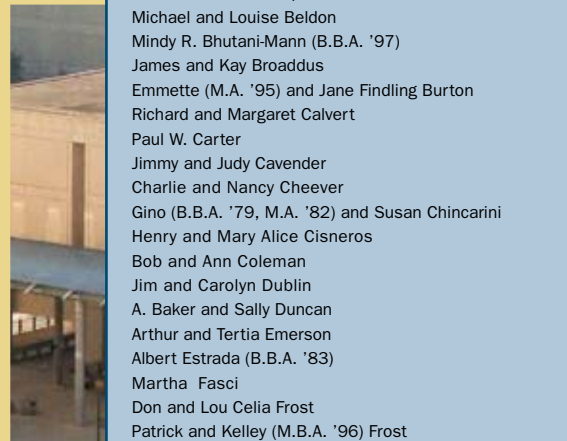 Michael and Louise Beldon
Mindy R. Bhutani-Mann (B.B.A. ’97)
James and Kay Broaddus
Emmette (M.A. ’95) and Jane Findling Burton
Richard and Margaret Calvert
Paul W. Carter
Jimmy and Judy Cavender
Charlie and Nancy Cheever
Gino (B.B.A. ’79, M.A. ’82) and Susan Chincarini
Henry and Mary Alice Cisneros
Bob and Ann Coleman
Jim and Carolyn Dublin
A. Baker and Sally Duncan
Arthur and Tertia Emerson
Albert Estrada (B.B.A. ’83)
Martha  Fasci
Don and Lou Celia Frost
Patrick and Kelley (M.B.A. ’96) Frost